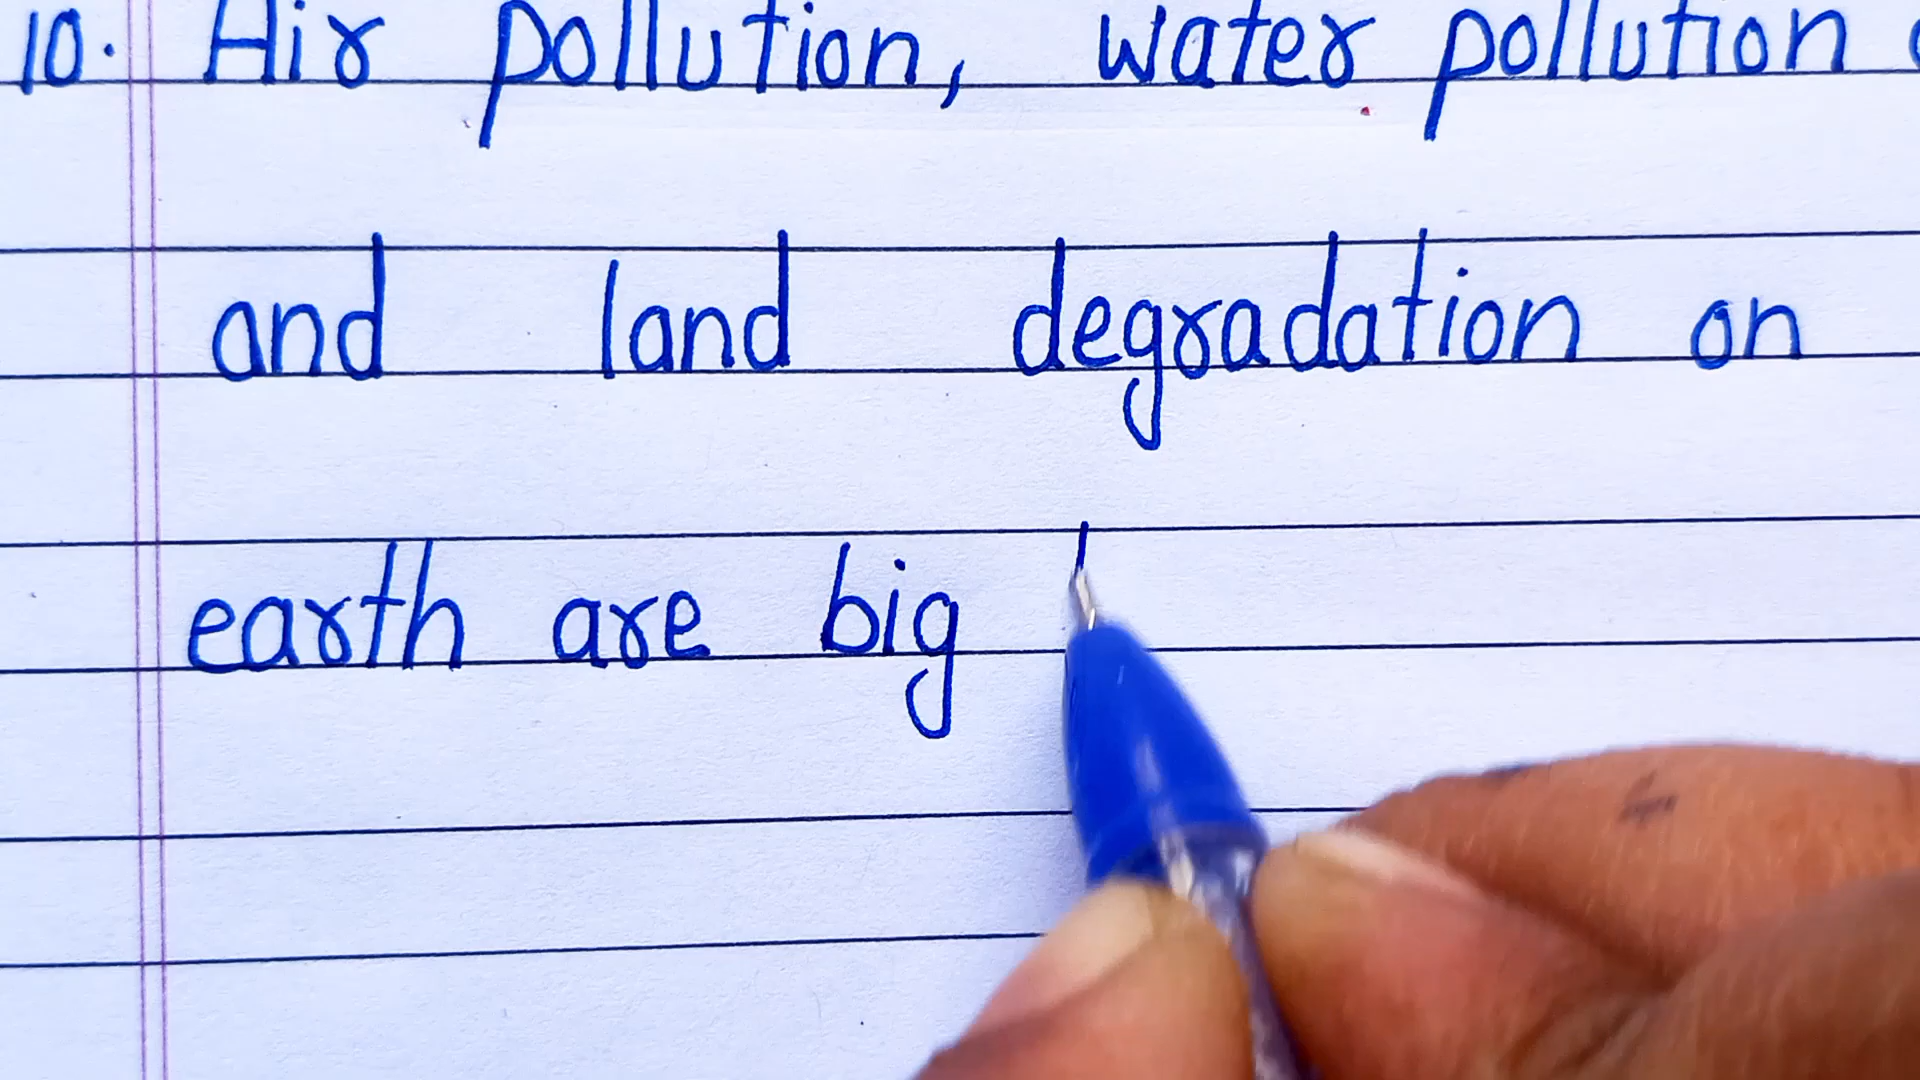 10. Air pollution, water pollution
and land degradation on
earth are big